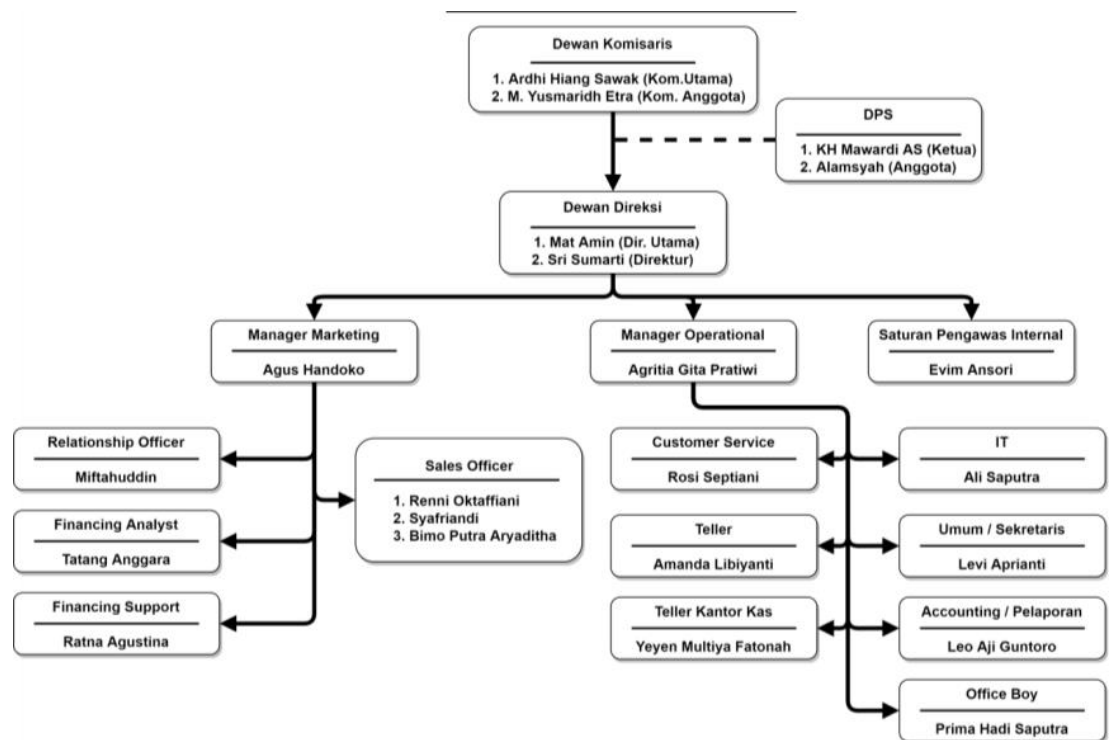 Dewan Komisaris
1. Ardhi Hiang Sawak (Kom.Utama)
2. M. Yusmaridh Etra (Kom. Anggota)
DPS
1. KH Mawardi AS (Ketua)
2. Alamsyah (Anggota)
Dewan Direksi
1. Mat Amin (Dir. Utama)
2. Sri Sumarti (Direktur)
Manager Marketing
Agus Handoko
Manager Operational
Agritia Gita Pratiwi
Saturan Pengawas Internal
Evim Ansori
Relationship Officer
Miftahuddin
Sales Officer
1. Renni Oktaffiani
2. Syafriandi
3. Bimo Putra Aryaditha
Financing Analyst
Tatang Anggara
Financing Support
Ratna Agustina
Customer Service
Rosi Septiani
IT
Ali Saputra
Teller
Amanda Libiyanti
Umum / Sekretaris
Levi Aprianti
Teller Kantor Kas
Yeyen Multiya Fatonah
Accounting / Pelaporan
Leo Aji Guntoro
Office Boy
Prima Hadi Saputra